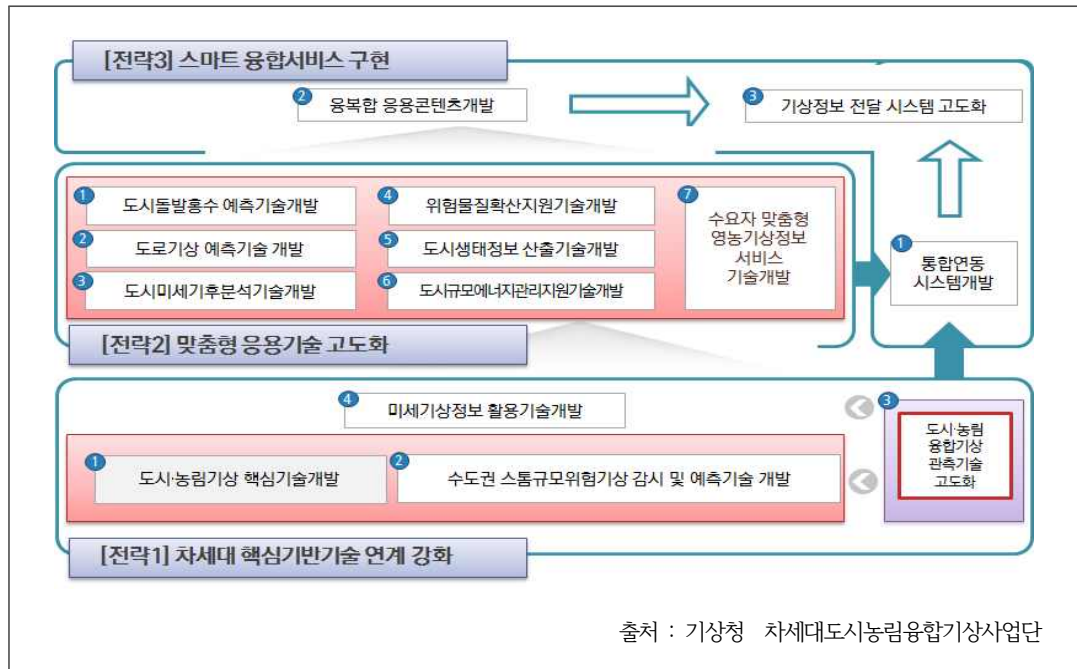 [전략3] 스마트 융합서비스 구현
2 융복합 응용콘텐츠개발
3 기상정보 전달 시스템 고도화
1 도시돌발홍수 예측기술개발
2 도로기상 예측기술 개발
3 도시미세기후분석기술개발
4 위험물질확산지원기술개발
5 도시생태정보 산출기술개발
6 도시규모에너지관리지원기술개발
7 수요자 맞춤형
영농기상정보
서비스
기술개발
1 통합연동
시스템개발
[전략2] 맞춤형 응용기술 고도화
4 미세기상정보 활용기술개발
1 도시·농림기상 핵심기술개발
2 수도권 스톰규모위험기상 감시 및 예측기술 개발
3 도시·농림
융합기상
관측기술
고도화
[전략1] 차세대 핵심기반기술 연계 강화
출처 : 기상청 차세대도시농림융합기상사업단